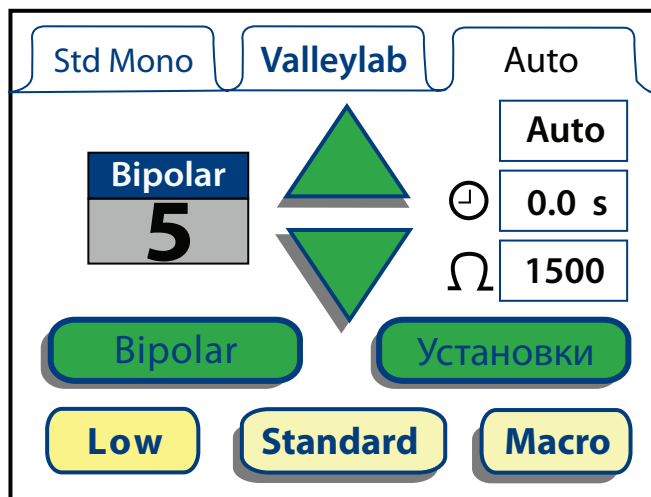 Std Mono Valleylab Auto
Auto
Bipolar
5
0.0 s
Ω 1500
Bipolar Установки
Low Standard Macro